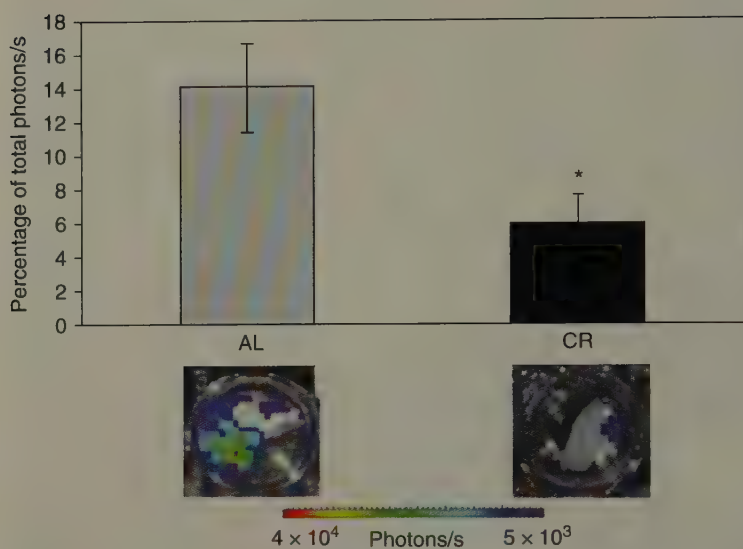 Percentage of total photons/s
18
16
14
12
10
8
6
4
2
0
*
AL
CR
4 × 10⁴
Photons/s
5 × 10³